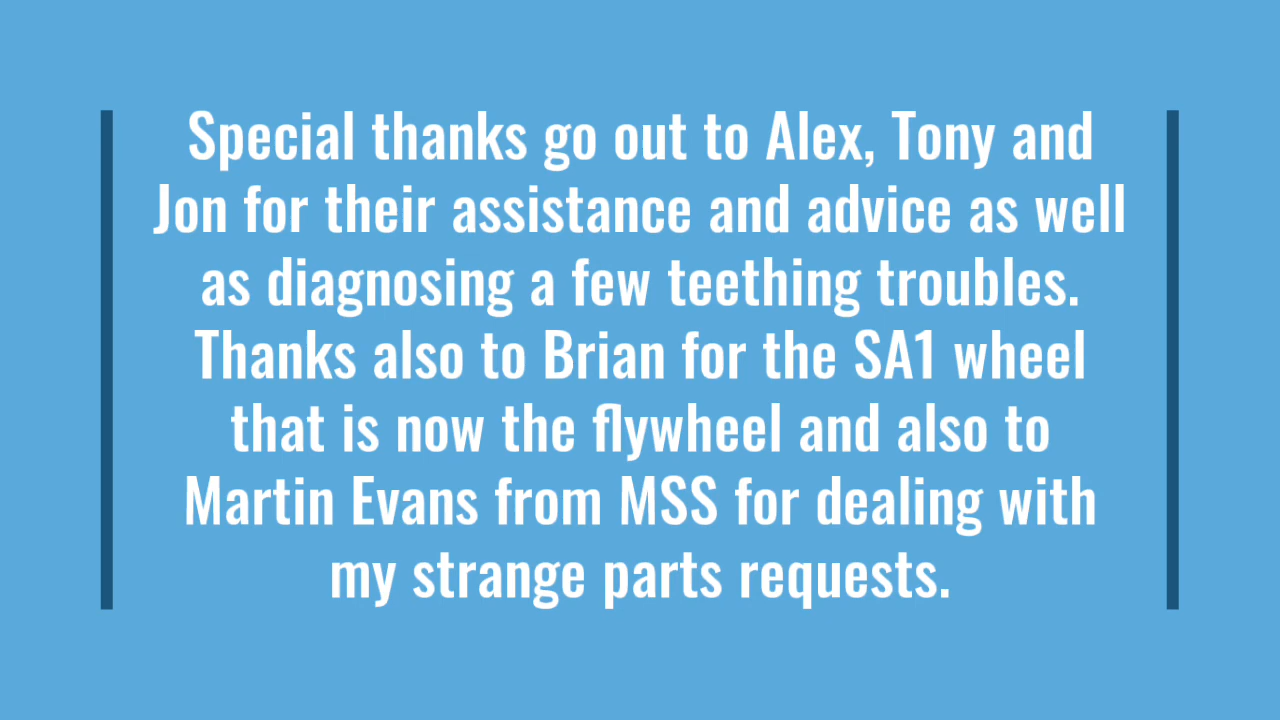 Special thanks go out to Alex, Tony and
Jon for their assistance and advice as well
as diagnosing a few teething troubles.
Thanks also to Brian for the SA1 wheel
that is now the flywheel and also to
Martin Evans from MSS for dealing with
my strange parts requests.